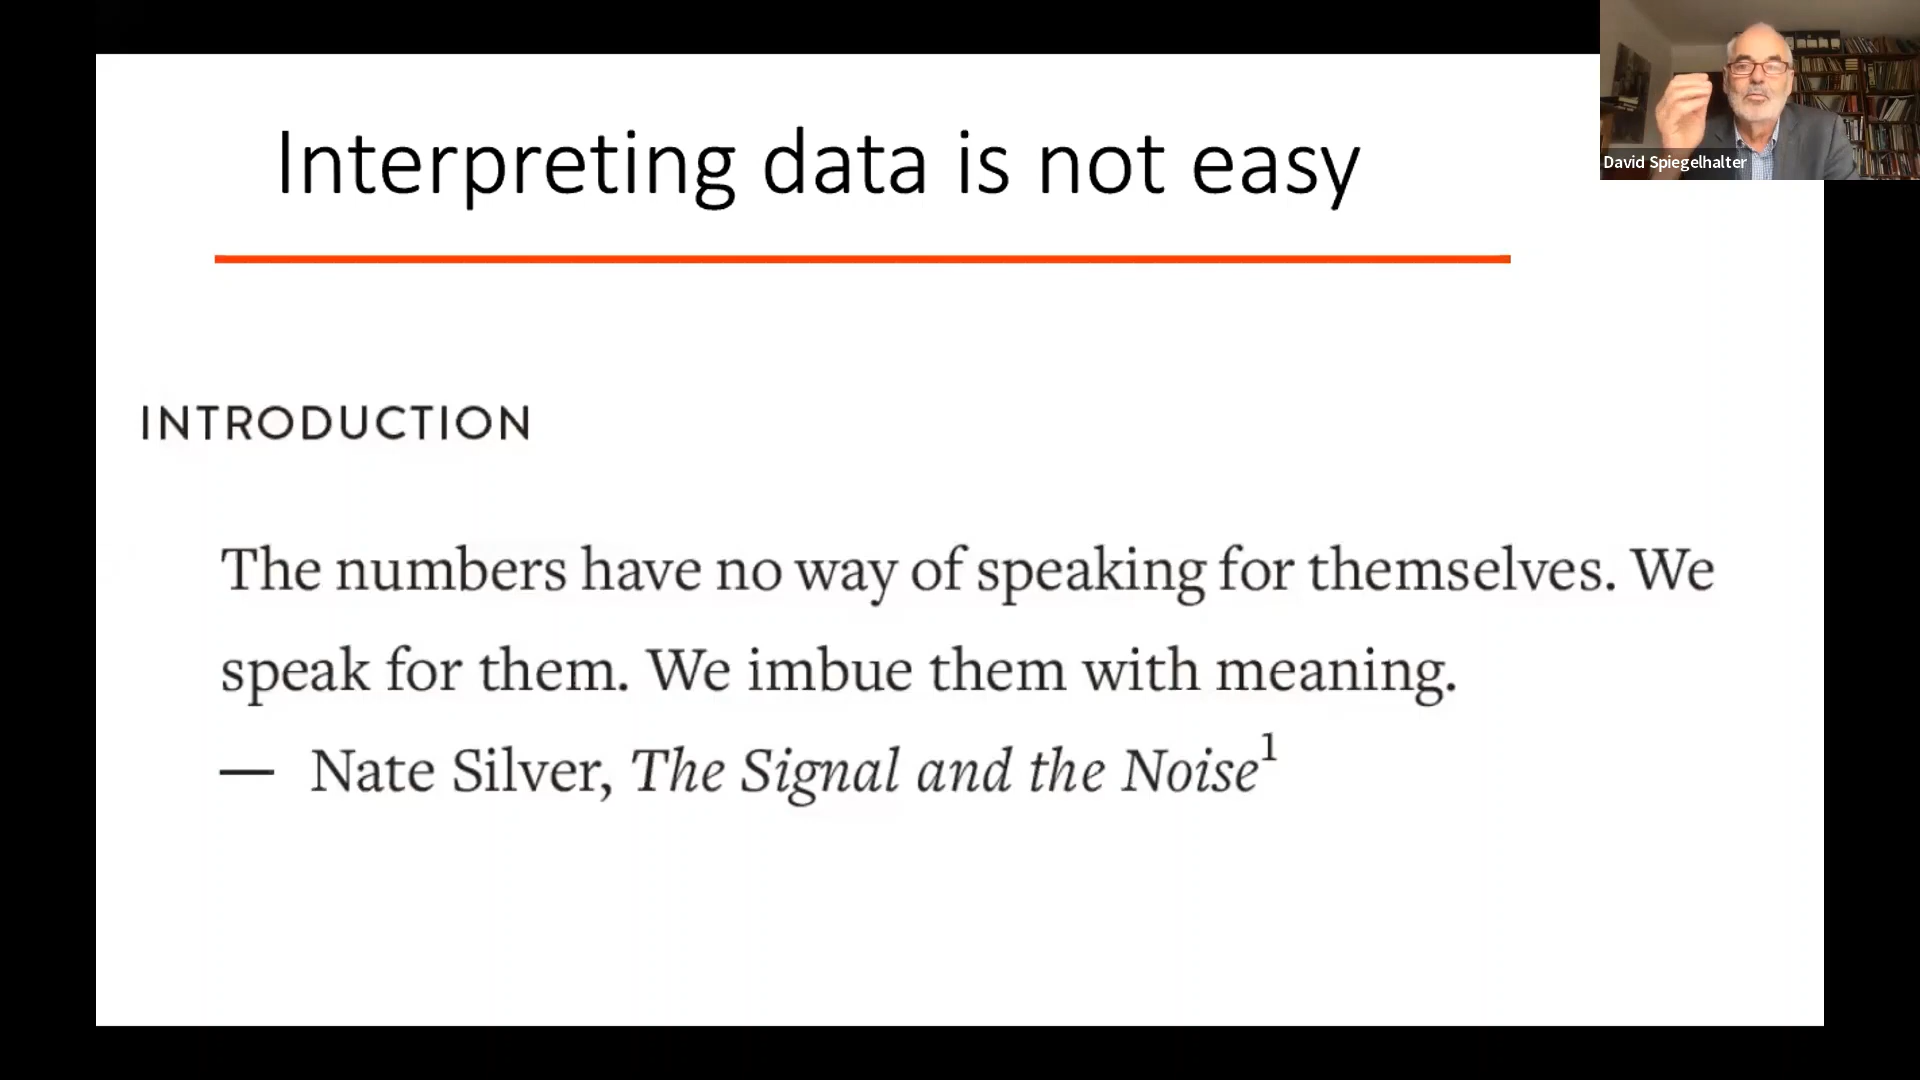 Interpreting data is not easy
David Spiegelhalter
INTRODUCTION
The numbers have no way of speaking for themselves. We
speak for them. We imbue them with meaning.
— Nate Silver, The Signal and the Noise¹